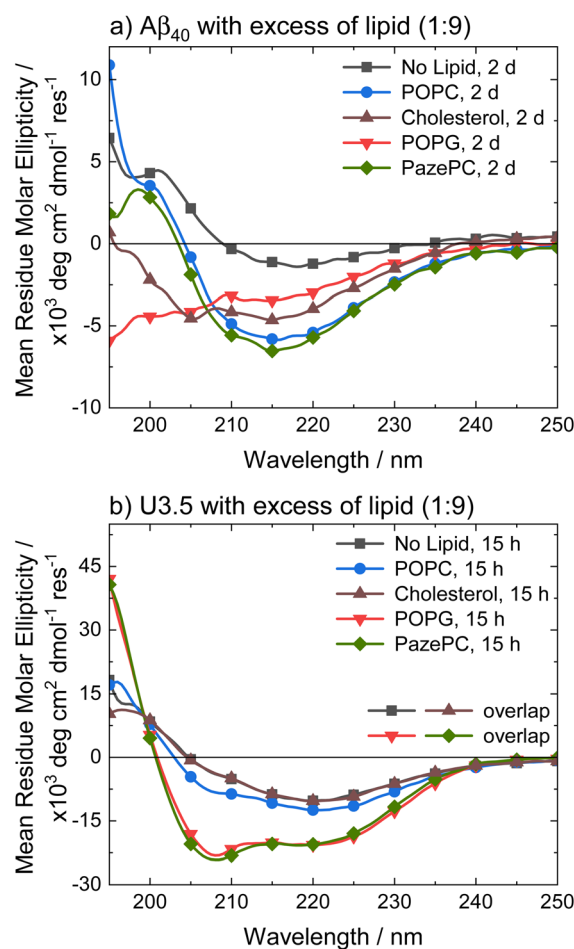 a) Aβ40 with excess of lipid (1:9)
No Lipid, 2 d
POPC, 2 d
Cholesterol, 2 d
POPG, 2 d
PazePC, 2 d
10
5
0
-5
-10
Mean Residue Molar Ellipticity /
x10³ deg cm² dmol⁻¹ res⁻¹
200 210 220 230 240 250
Wavelength / nm
b) U3.5 with excess of lipid (1:9)
No Lipid, 15 h
POPC, 15 h
Cholesterol, 15 h
POPG, 15 h
PazePC, 15 h
overlap
overlap
45
30
15
0
-15
-30
Mean Residue Molar Ellipticity /
x10³ deg cm² dmol⁻¹ res⁻¹
200 210 220 230 240 250
Wavelength / nm